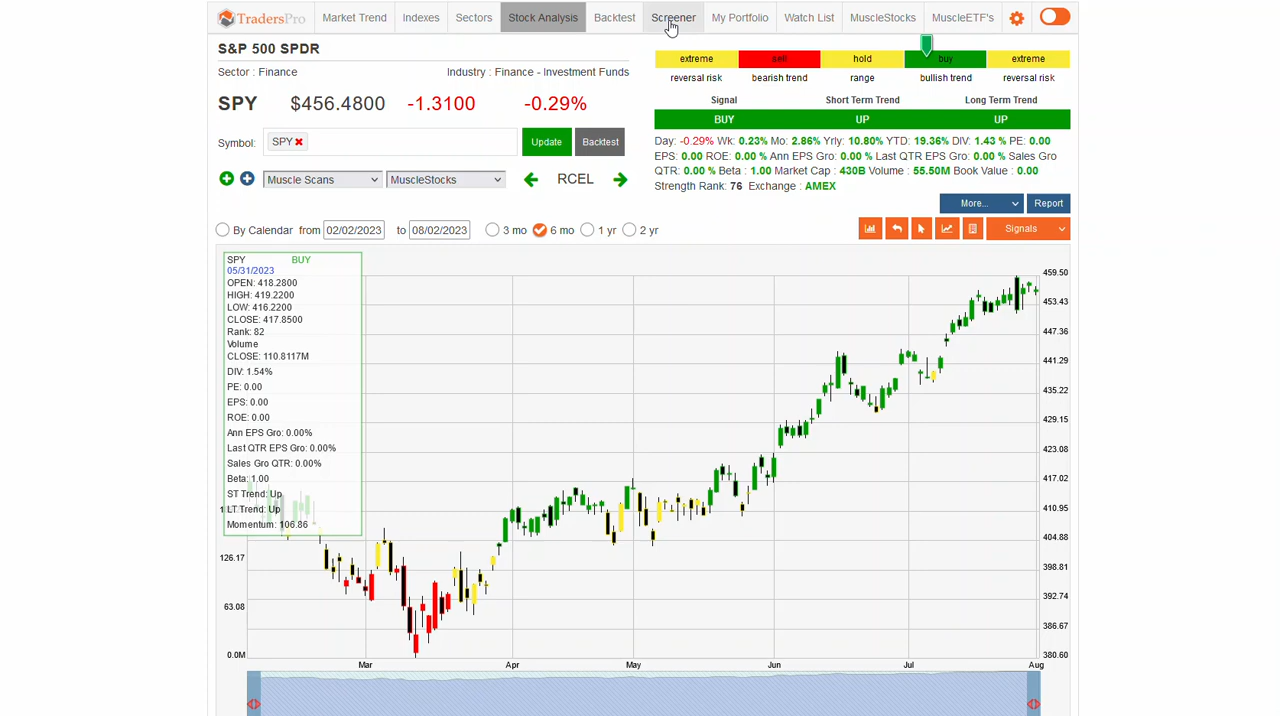 TradersPro Market Trend Indexes Sectors Stock Analysis Backtest Screener My Portfolio Watch List MuscleStocks MuscleETF's
S&P 500 SPDR
Sector : Finance Industry : Finance - Investment Funds
SPY $456.4800 -1.3100 -0.29%
Symbol: SPY Update Backtest
Muscle Scans MuscleStocks RCEL
extreme sell hold buy extreme
reversal risk bearish trend range bullish trend reversal risk
Signal Short Term Trend Long Term Trend
BUY UP UP
Day: -0.29% Wk: 0.23% Mo: 2.86% Yrly: 10.80% YTD: 19.36% DIV: 1.43 % PE: 0.00
EPS: 0.00 ROE: 0.00 % Ann EPS Gro: 0.00 % Last QTR EPS Gro: 0.00 % Sales Gro
QTR: 0.00 % Beta : 1.00 Market Cap : 430B Volume : 55.50M Book Value : 0.00
Strength Rank: 76 Exchange : AMEX
More... Report
By Calendar from 02/02/2023 to 08/02/2023 3 mo 6 mo 1 yr 2 yr Signals
SPY BUY
05/31/2023
OPEN: 418.2800
HIGH: 419.2200
LOW: 416.2200
CLOSE: 417.8500
Rank: 82
Volume
CLOSE: 110.8117M
DIV: 1.54%
PE: 0.00
EPS: 0.00
ROE: 0.00
Ann EPS Gro: 0.00%
Last QTR EPS Gro: 0.00%
Sales Gro QTR: 0.00%
Beta: 1.00
ST Trend: Up
LT Trend: Up
Momentum: 106.86
126.17
63.08
0.0M
459.50
453.43
447.36
441.29
435.22
429.15
423.08
417.02
410.95
404.88
398.81
392.74
386.67
380.60
Mar Apr May Jun Jul Aug